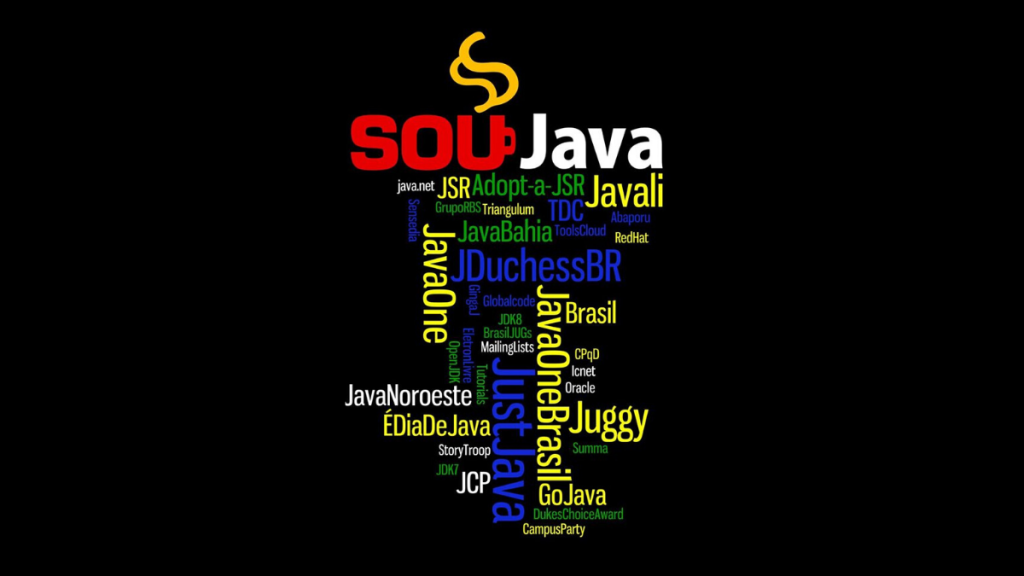 SOU Java
java.net JSR Adopt-a-JSR Javali
GrupoRBS Triangulum TDC Abaporu
Sensedia
JavaBahia ToolsCloud RedHat
JavaOne
JDuchessBR
GingaJ
Globalcode
JavaOneBrasil
Brasil
JDK8
BrasilJUGs
MailingLists
EletronLivre
OpenJDK
CPqD
Icnet
Tutorials
JustJava
Oracle
JavaNoroeste
Juggy
ÉDiaDeJava
StoryTroop
Summa
JDK7
JCP
GoJava
DukesChoiceAward
CampusParty